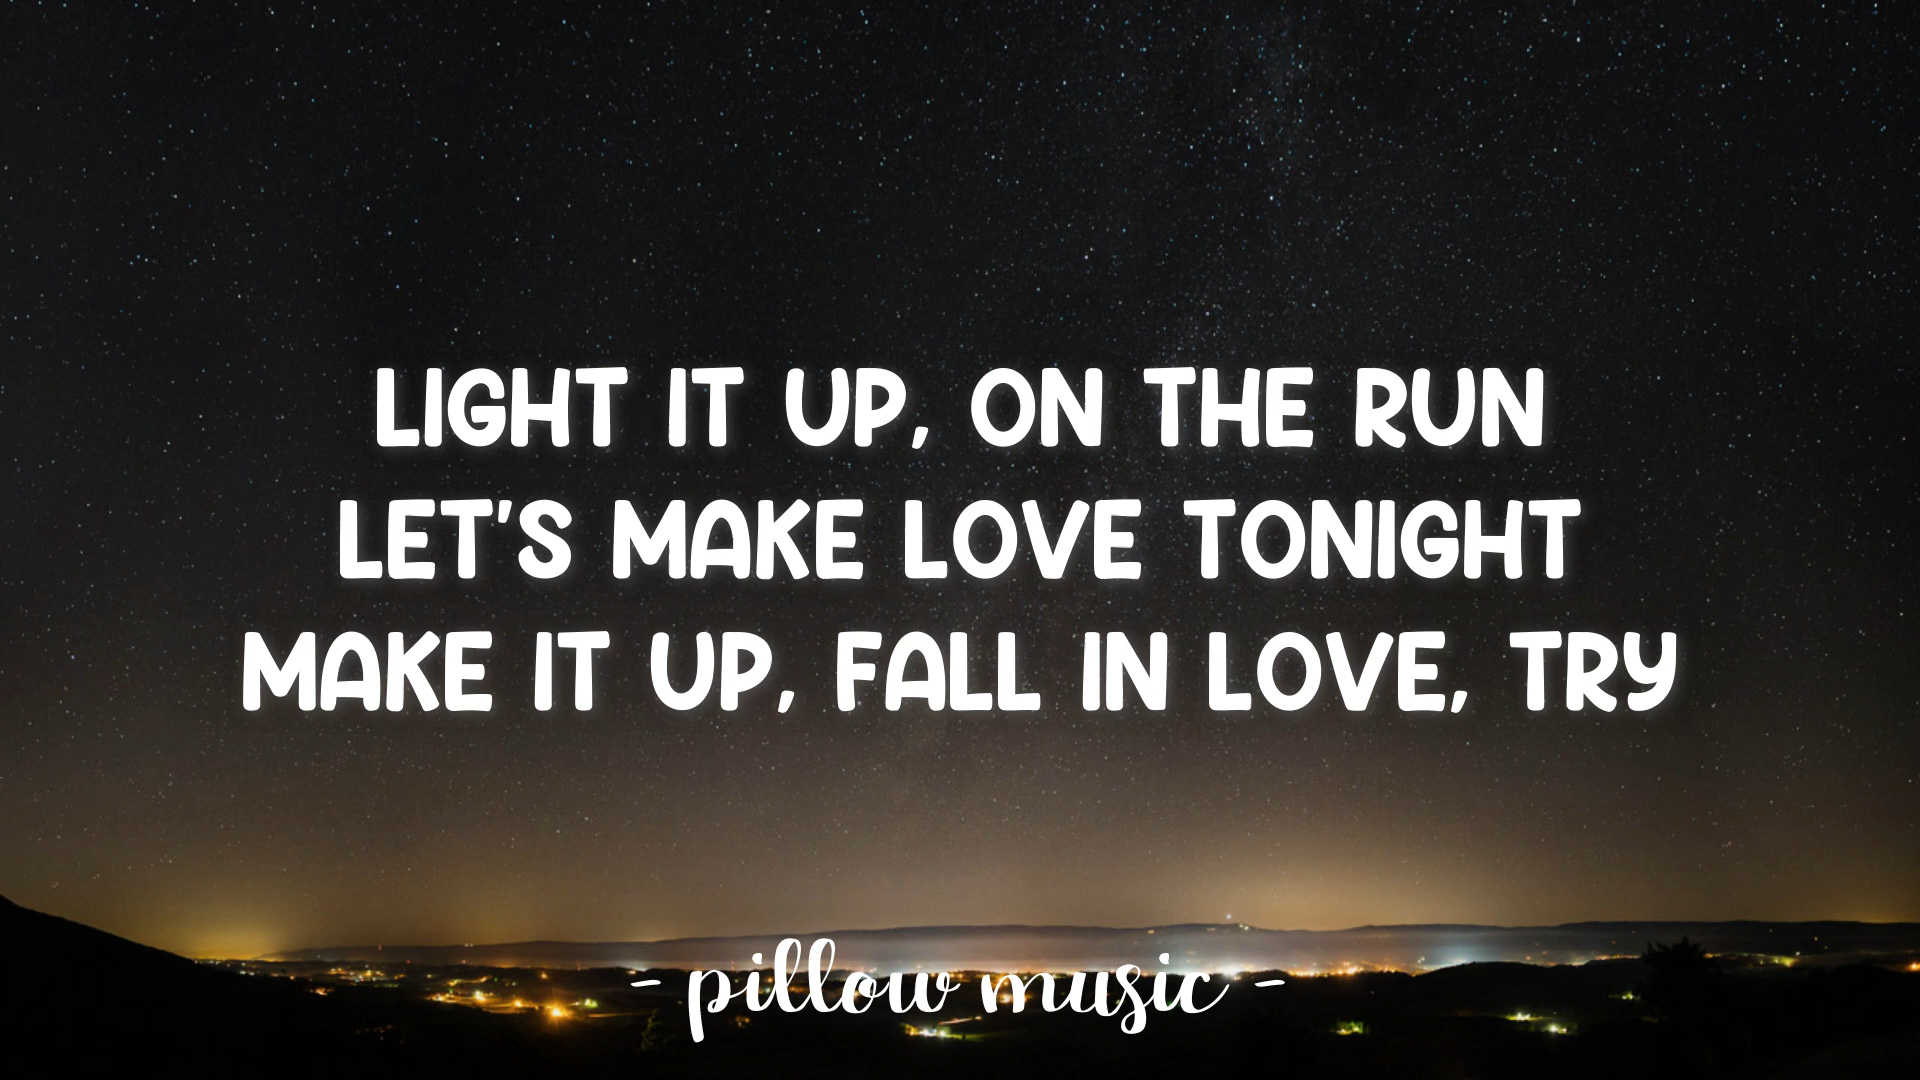 LIGHT IT UP, ON THE RUN
LET'S MAKE LOVE TONIGHT
MAKE IT UP, FALL IN LOVE, TRY
- pillow music -